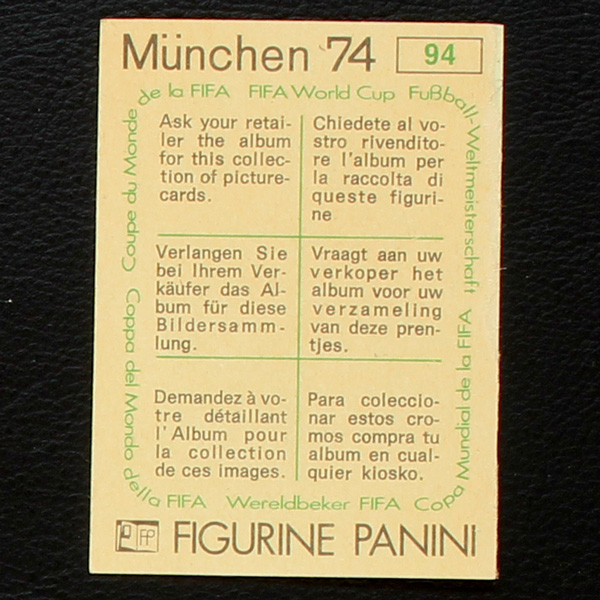 München '74 94
de la FIFA FIFA World Cup Fußball-Weltmeisterschaft
Ask your retai-
ler the album
for this collec-
tion of picture-
cards.
Chiedete al vo-
stro rivendito-
re l'album per
la raccolta di
queste figuri-
ne
Verlangen Sie
bei Ihrem Ver-
käufer das Al-
bum für diese
Bildersamm-
lung.
Vraagt aan uw
verkoper het
album voor uw
verzameling
van deze pren-
tjes.
Demandez à vo-
tre détaillant
l'Album pour
la collection
de ces images.
Para coleccio-
nar estos cro-
mos compra tu
album en cual-
quier kiosko.
Copa Mundial de la FIFA
Wereldbeker FIFA
Coppa del Mondo della FIFA
Coupe du Monde
FP FIGURINE PANINI